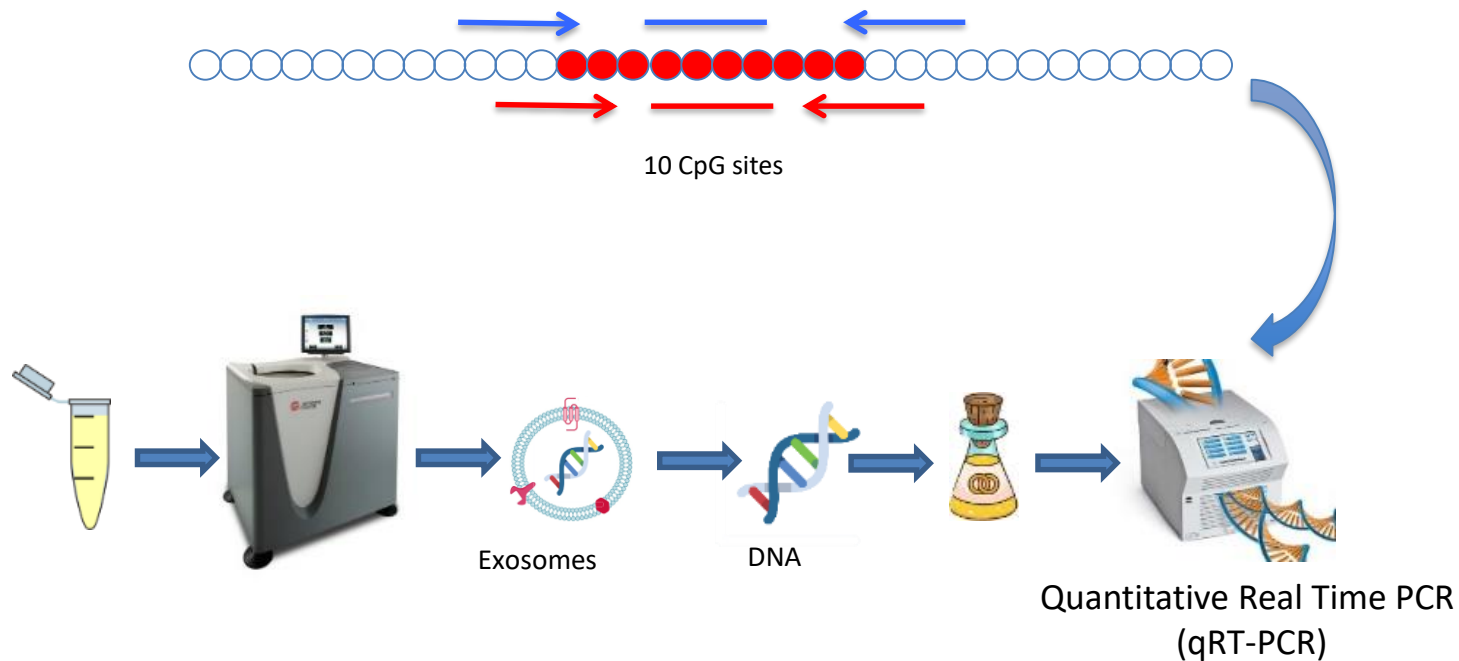 10 CpG sites
Exosomes
DNA
Quantitative Real Time PCR
(qRT-PCR)